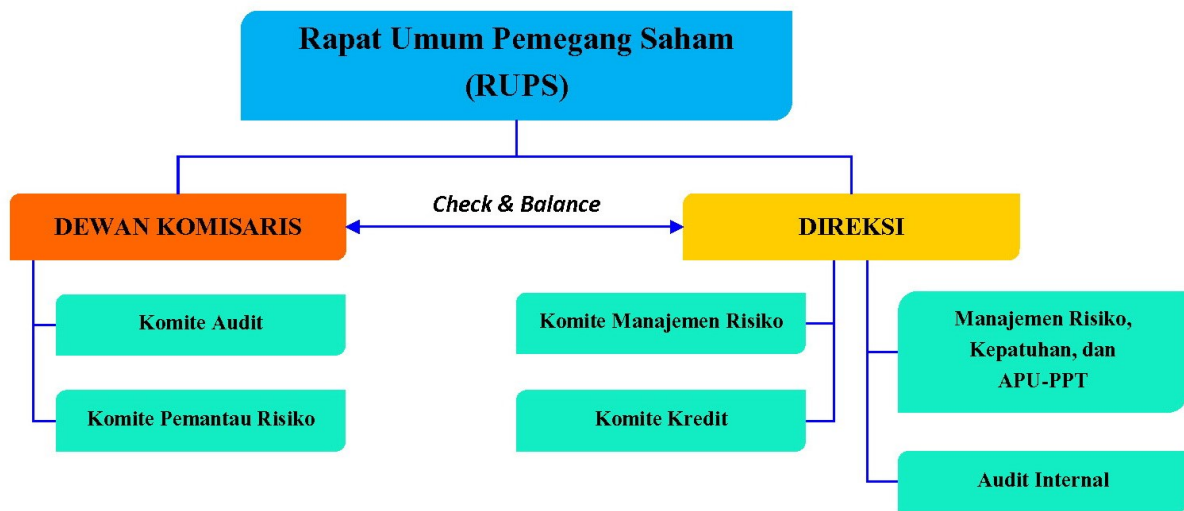 Rapat Umum Pemegang Saham
(RUPS)
Check & Balance
DEWAN KOMISARIS
DIREKSI
Komite Audit
Komite Pemantau Risiko
Komite Manajemen Risiko
Komite Kredit
Manajemen Risiko,
Kepatuhan, dan
APU-PPT
Audit Internal